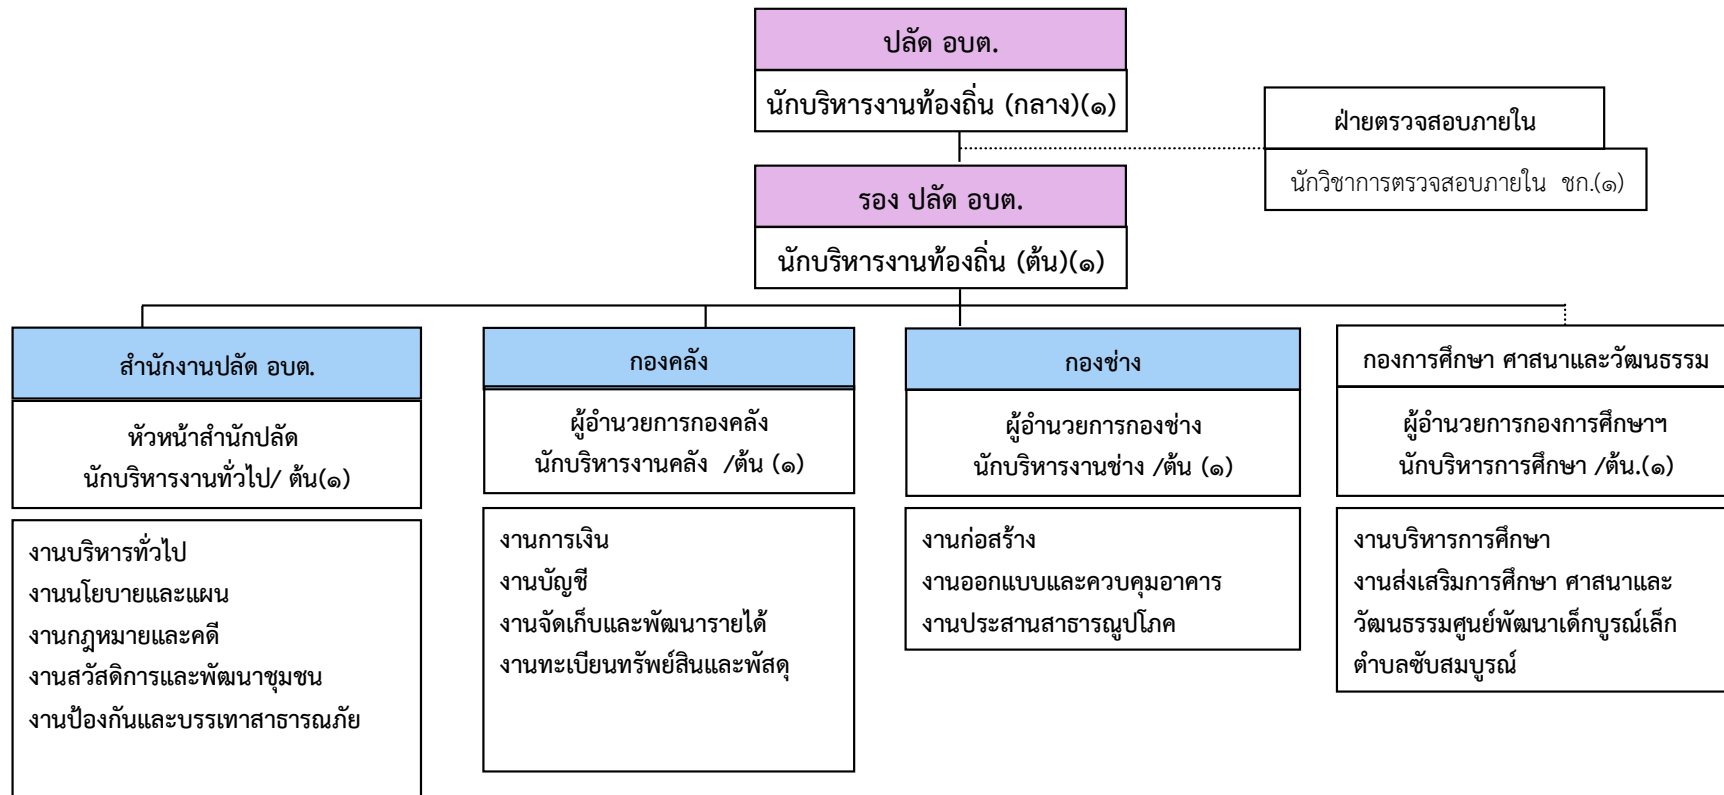 ปลัด อบต.
นักบริหารงานท้องถิ่น (กลาง)(๑)
ฝ่ายตรวจสอบภายใน
นักวิชาการตรวจสอบภายใน ชก.(๑)
รอง ปลัด อบต.
นักบริหารงานท้องถิ่น (ต้น)(๑)
สำนักงานปลัด อบต.
หัวหน้าสำนักปลัด
นักบริหารงานทั่วไป/ ต้น(๑)
งานบริหารทั่วไป
งานนโยบายและแผน
งานกฎหมายและคดี
งานสวัสดิการและพัฒนาชุมชน
งานป้องกันและบรรเทาสาธารณภัย
กองคลัง
ผู้อำนวยการกองคลัง
นักบริหารงานคลัง /ต้น (๑)
งานการเงิน
งานบัญชี
งานจัดเก็บและพัฒนารายได้
งานทะเบียนทรัพย์สินและพัสดุ
กองช่าง
ผู้อำนวยการกองช่าง
นักบริหารงานช่าง /ต้น (๑)
งานก่อสร้าง
งานออกแบบและควบคุมอาคาร
งานประสานสาธารณูปโภค
กองการศึกษา ศาสนาและวัฒนธรรม
ผู้อำนวยการกองการศึกษาฯ
นักบริหารการศึกษา /ต้น.(๑)
งานบริหารการศึกษา
งานส่งเสริมการศึกษา ศาสนาและ
วัฒนธรรมศูนย์พัฒนาเด็กบูรณ์เล็ก
ตำบลซับสมบูรณ์